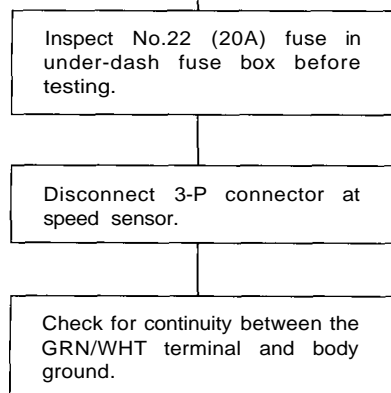 Inspect No.22 (20A) fuse in
under-dash fuse box before
testing.
Disconnect 3-P connector at
speed sensor.
Check for continuity between the
GRN/WHT terminal and body
ground.